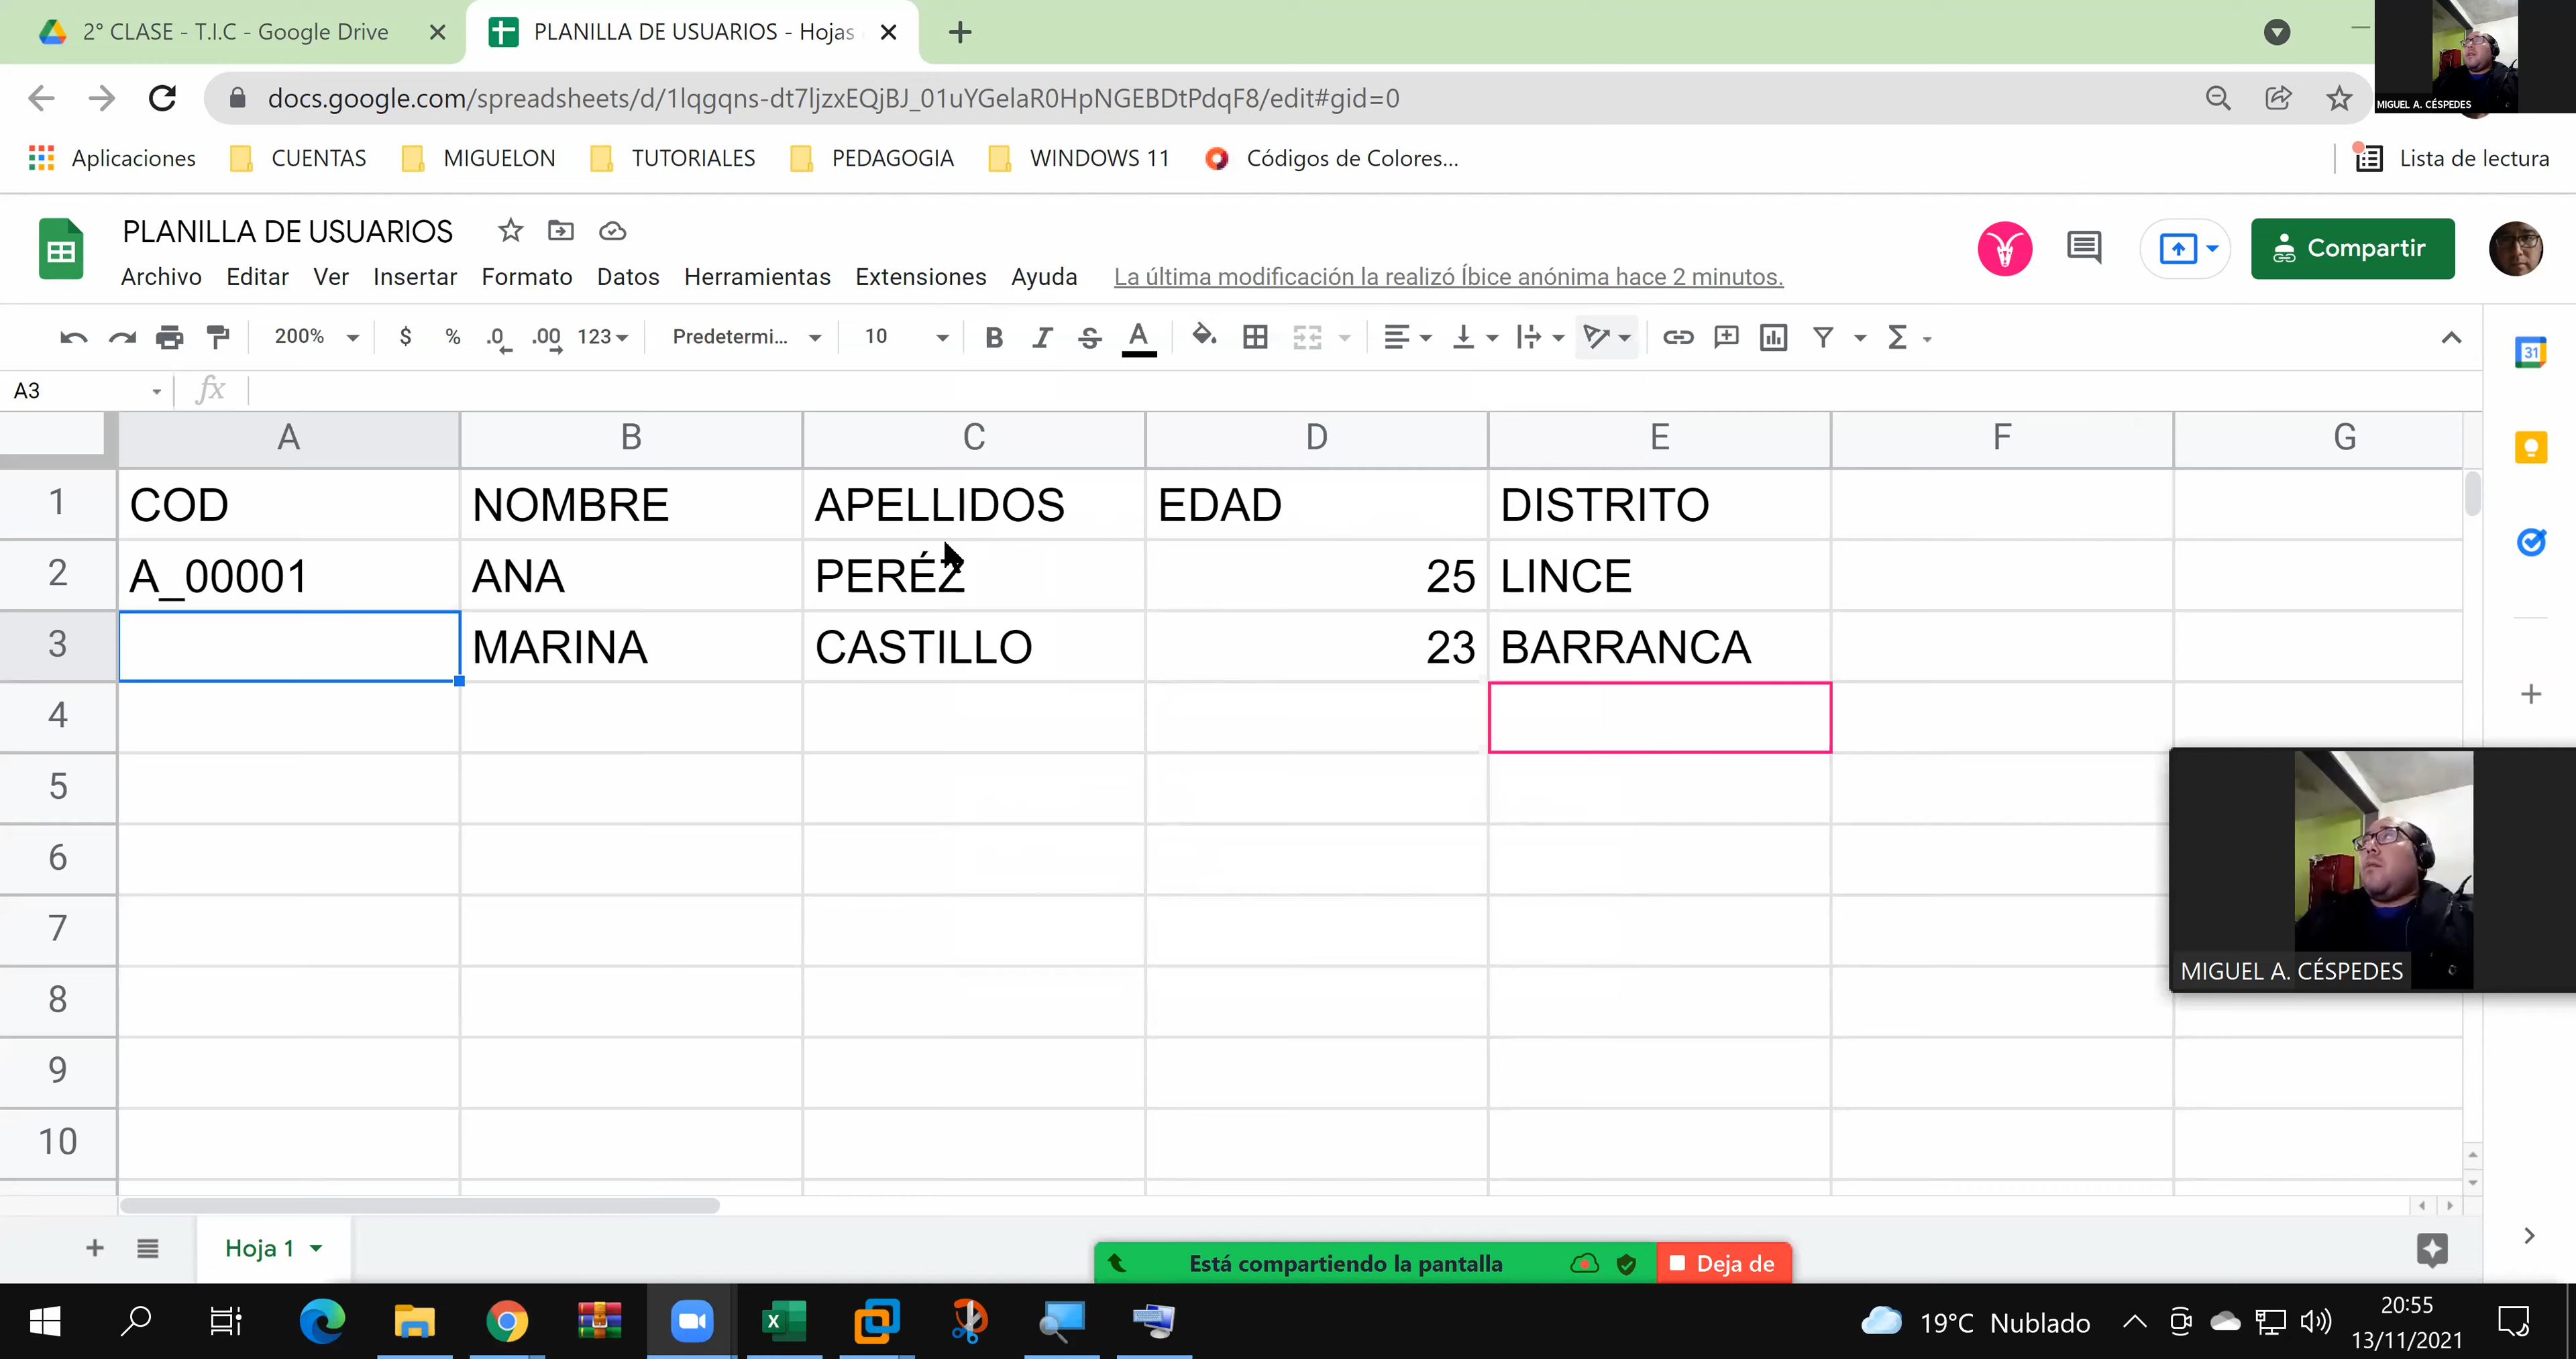 2° CLASE - T.I.C - Google Drive
PLANILLA DE USUARIOS - Hojas
MIGUEL A. CÉSPEDES
docs.google.com/spreadsheets/d/1lqgqns-dt7ljzxEQjBJ_01uYGelaR0HpNGEBDtPdqF8/edit#gid=0
Aplicaciones CUENTAS MIGUELON TUTORIALES PEDAGOGIA WINDOWS 11 Códigos de Colores... Lista de lectura
PLANILLA DE USUARIOS
Compartir
Archivo Editar Ver Insertar Formato Datos Herramientas Extensiones Ayuda La última modificación la realizó Íbice anónima hace 2 minutos.
200% $ % .0 .00 123 Predetermi... 10 B I S A Σ
31
A3 fx
A B C D E F G
1 COD NOMBRE APELLIDOS EDAD DISTRITO
2 A_00001 ANA PERÉZ 25 LINCE
3 MARINA CASTILLO 23 BARRANCA
4
5
6
7
8
MIGUEL A. CÉSPEDES
9
10
Hoja 1
Está compartiendo la pantalla Deja de
19°C Nublado
20:55
13/11/2021